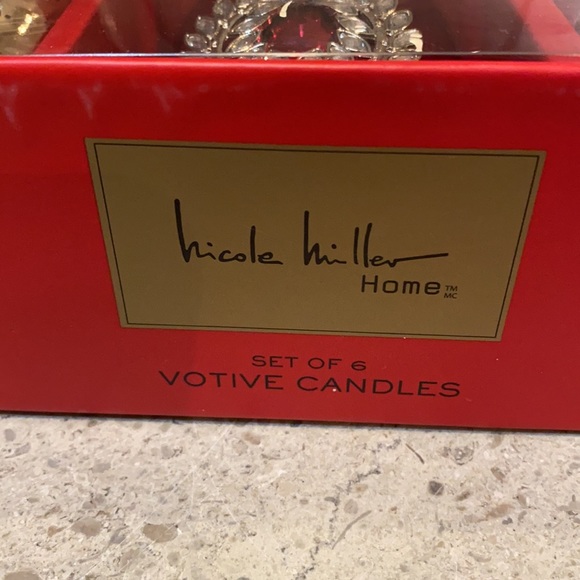 Nicole Miller
Home™
MC
SET OF 6
VOTIVE CANDLES